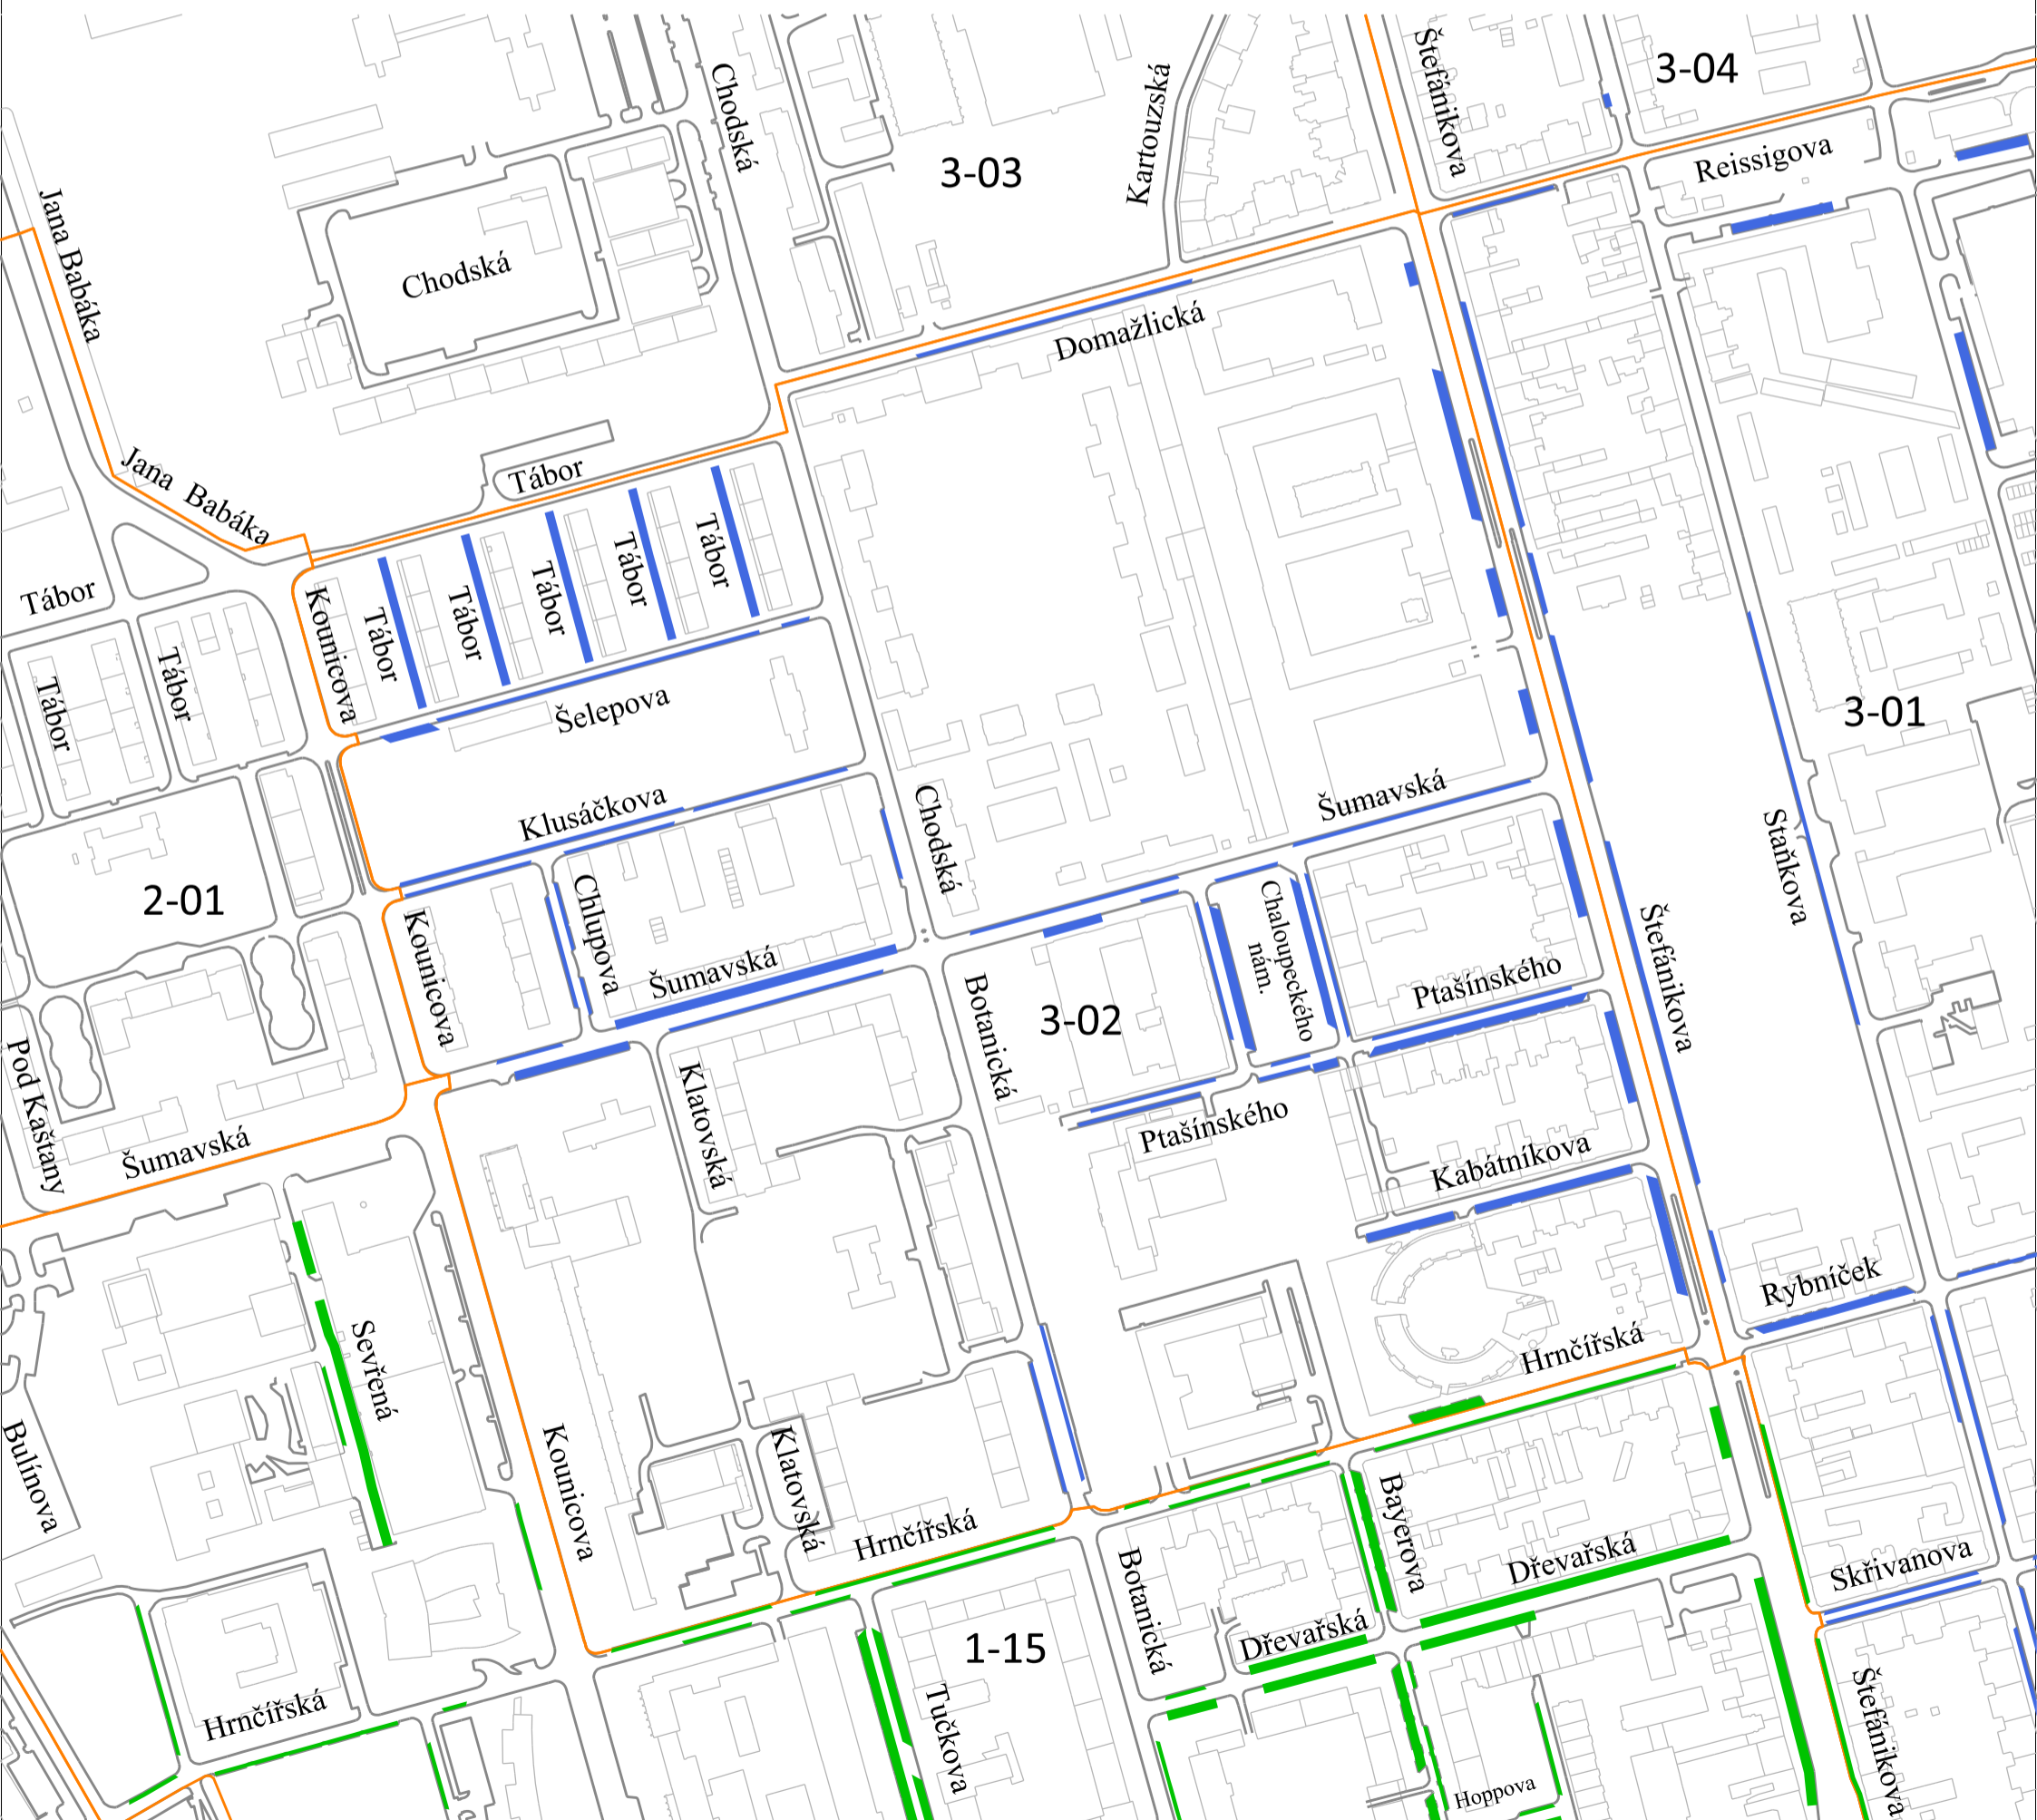 Štefánikova
3-04
Chodská
Kartouzská
Reissigova
3-03
Jana Babáka
Chodská
Domažlická
Jana Babáka
Tábor
Tábor
Tábor
Tábor
Tábor
Tábor
Tábor
Kounicova
Tábor
Tábor
Šelepova
3-01
Klusáčkova
Šumavská
Chodská
Staňkova
2-01
Chlupova
Chaloupeckého
nám.
Kounicova
Štefánikova
Šumavská
Ptašínského
Botanická
3-02
Pod Kaštany
Klatovská
Ptašínského
Šumavská
Kabátníkova
Rybníček
Sevřená
Hrnčířská
Bulínova
Kounicova
Klatovská
Bayerova
Hrnčířská
Botanická
Dřevařská
Skřivanova
Dřevařská
1-15
Štefánikova
Hrnčířská
Tučkova
Hoppova